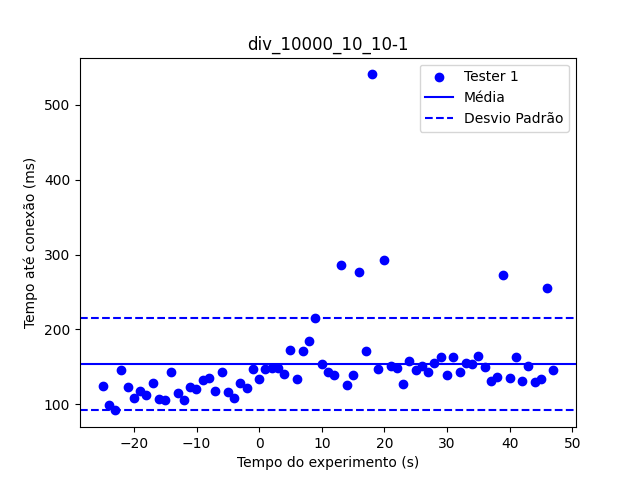 div_10000_10_10-1
Tester 1
Média
Desvio Padrão
Tempo até conexão (ms)
500
400
300
200
100
−20
−10
0
10
20
30
40
50
Tempo do experimento (s)